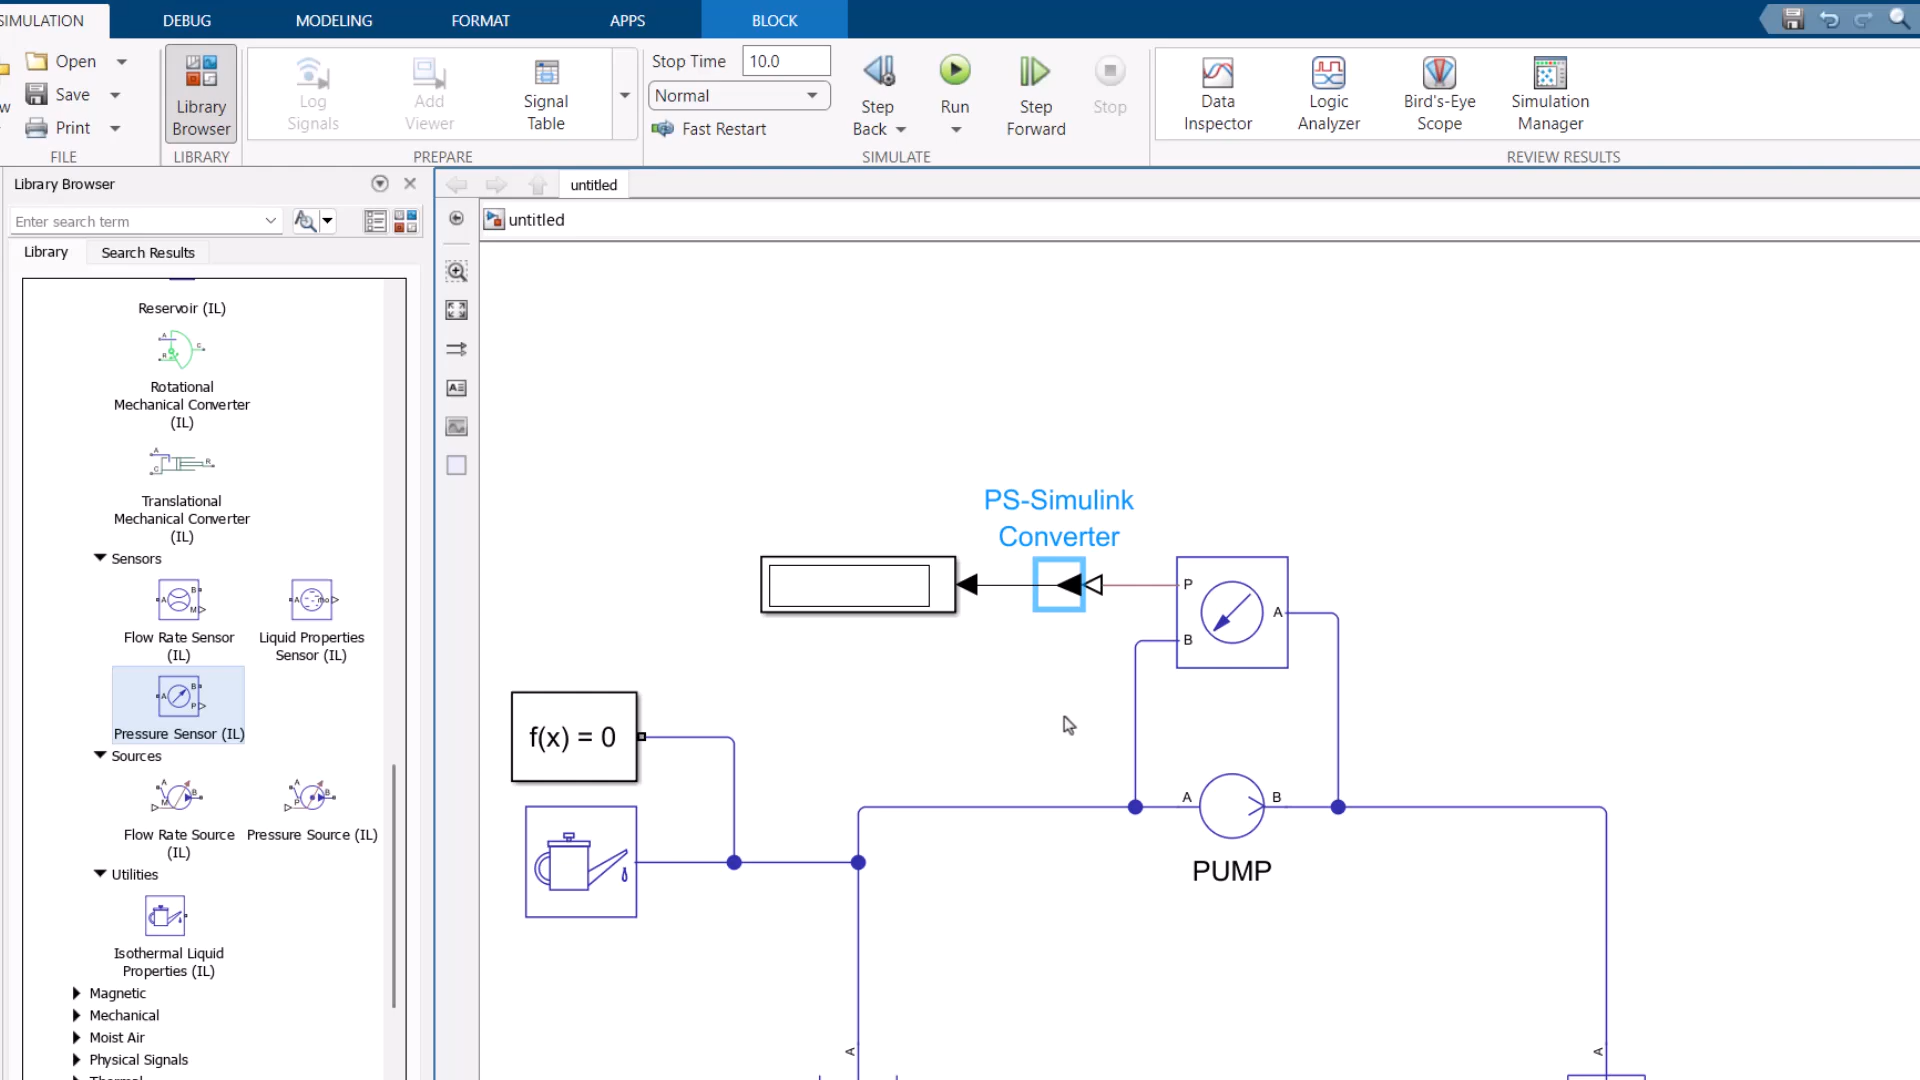 SIMULATION
DEBUG
MODELING
FORMAT
APPS
BLOCK
Open
Save
Print
FILE
Library
Browser
LIBRARY
Log
Signals
Add
Viewer
Signal
Table
PREPARE
Stop Time
10.0
Normal
Fast Restart
Step
Back
Run
Step
Forward
Stop
SIMULATE
Data
Inspector
Logic
Analyzer
Bird's-Eye
Scope
Simulation
Manager
REVIEW RESULTS
Library Browser
untitled
Enter search term
untitled
Library
Search Results
Reservoir (IL)
Rotational
Mechanical Converter
(IL)
Translational
Mechanical Converter
(IL)
Sensors
Flow Rate Sensor
(IL)
Liquid Properties
Sensor (IL)
Pressure Sensor (IL)
Sources
Flow Rate Source
(IL)
Pressure Source (IL)
Utilities
Isothermal Liquid
Properties (IL)
Magnetic
Mechanical
Moist Air
Physical Signals
PS-Simulink
Converter
P
A
B
f(x) = 0
A
B
PUMP
A
A